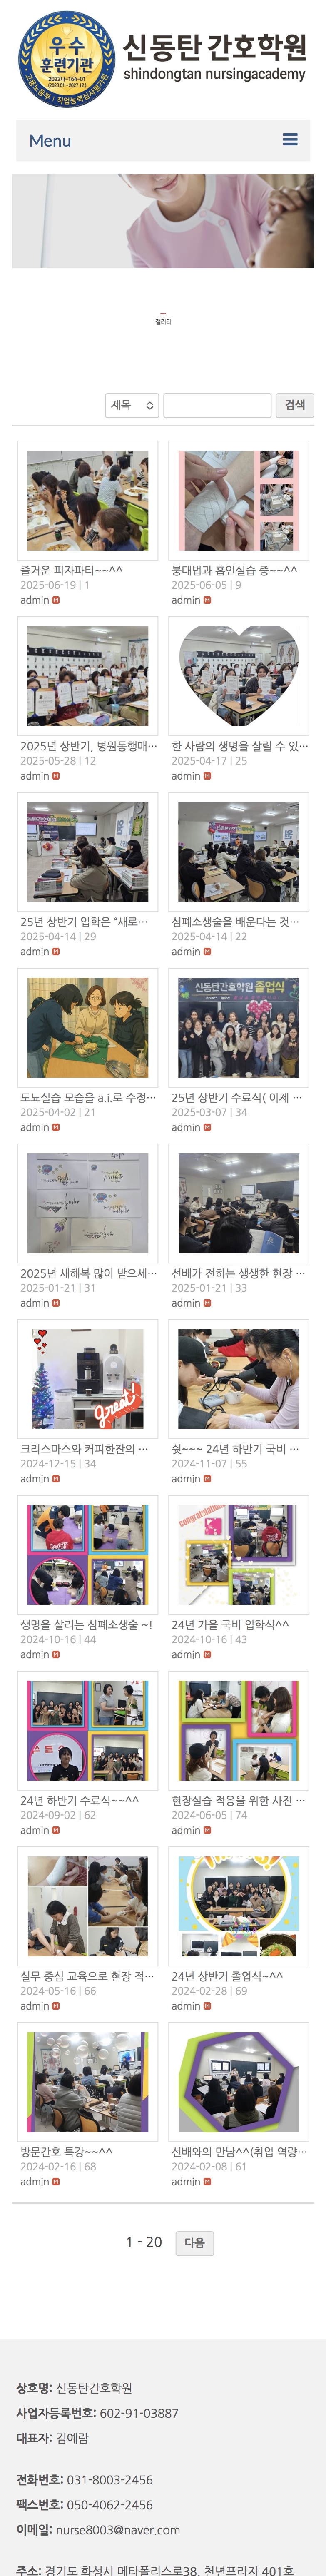 우수
훈련기관
2022나-164-01
고용노동부 | 직업능력심사평가원
신동탄 간호학원
shindongtan nursingacademy
Menu
갤러리
제목
검색
즐거운 피자파티~~^^
2025-06-19 | 1
admin M
붕대법과 흡인실습 중~~^^
2025-06-05 | 9
admin M
2025년 상반기, 병원동행매…
2025-05-28 | 12
admin M
한 사람의 생명을 살릴 수 있…
2025-04-17 | 25
admin M
25년 상반기 입학은 “새로…
2025-04-14 | 29
admin M
심폐소생술을 배운다는 것…
2025-04-14 | 22
admin M
신동탄간호학원 졸업식
도뇨실습 모습을 a.i.로 수정…
2025-04-02 | 21
admin M
25년 상반기 수료식( 이제 …
2025-03-07 | 34
admin M
2025년 새해복 많이 받으세…
2025-01-21 | 31
admin M
선배가 전하는 생생한 현장 …
2025-01-21 | 33
admin M
great!
크리스마스와 커피한잔의 …
2024-12-15 | 34
admin M
쉿~~~ 24년 하반기 국비 …
2024-11-07 | 55
admin M
생명을 살리는 심폐소생술 ~!
2024-10-16 | 44
admin M
24년 가을 국비 입학식^^
2024-10-16 | 43
admin M
24년 하반기 수료식~~^^
2024-09-02 | 62
admin M
현장실습 적응을 위한 사전 …
2024-06-05 | 74
admin M
실무 중심 교육으로 현장 적…
2024-05-16 | 66
admin M
24년 상반기 졸업식~^^
2024-02-28 | 69
admin M
방문간호 특강~~^^
2024-02-16 | 68
admin M
선배와의 만남^^(취업 역량…
2024-02-08 | 61
admin M
1 - 20 다음
상호명: 신동탄간호학원
사업자등록번호: 602-91-03887
대표자: 김예람
전화번호: 031-8003-2456
팩스번호: 050-4062-2456
이메일: nurse8003@naver.com
주소: 경기도 화성시 메타폴리스로38, 천년프라자 401호